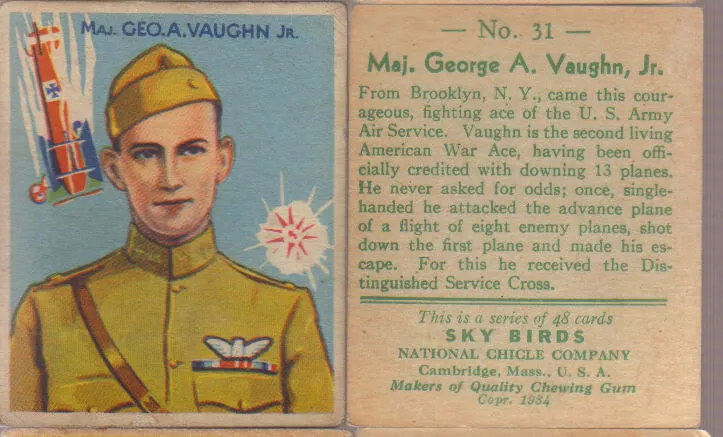 MAJ. GEO. A. VAUGHN JR.
— No. 31 —
Maj. George A. Vaughn, Jr.
From Brooklyn, N. Y., came this cour-
ageous, fighting ace of the U. S. Army
Air Service. Vaughn is the second living
American War Ace, having been offi-
cially credited with downing 13 planes.
He never asked for odds; once, single-
handed he attacked the advance plane
of a flight of eight enemy planes, shot
down the first plane and made his es-
cape. For this he received the Dis-
tinguished Service Cross.
This is a series of 48 cards
SKY BIRDS
NATIONAL CHICLE COMPANY
Cambridge, Mass., U. S. A.
Makers of Quality Chewing Gum
Copr. 1934